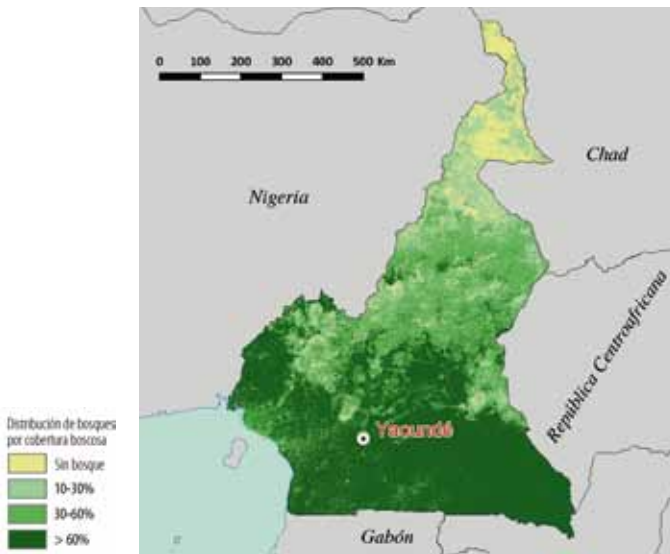 0 100 200 300 400 500 Km
Chad
Nigeria
República Centroafricana
Yaoundé
Gabón
Distribución de bosques
por cobertura boscosa
Sin bosque
10-30%
30-60%
> 60%